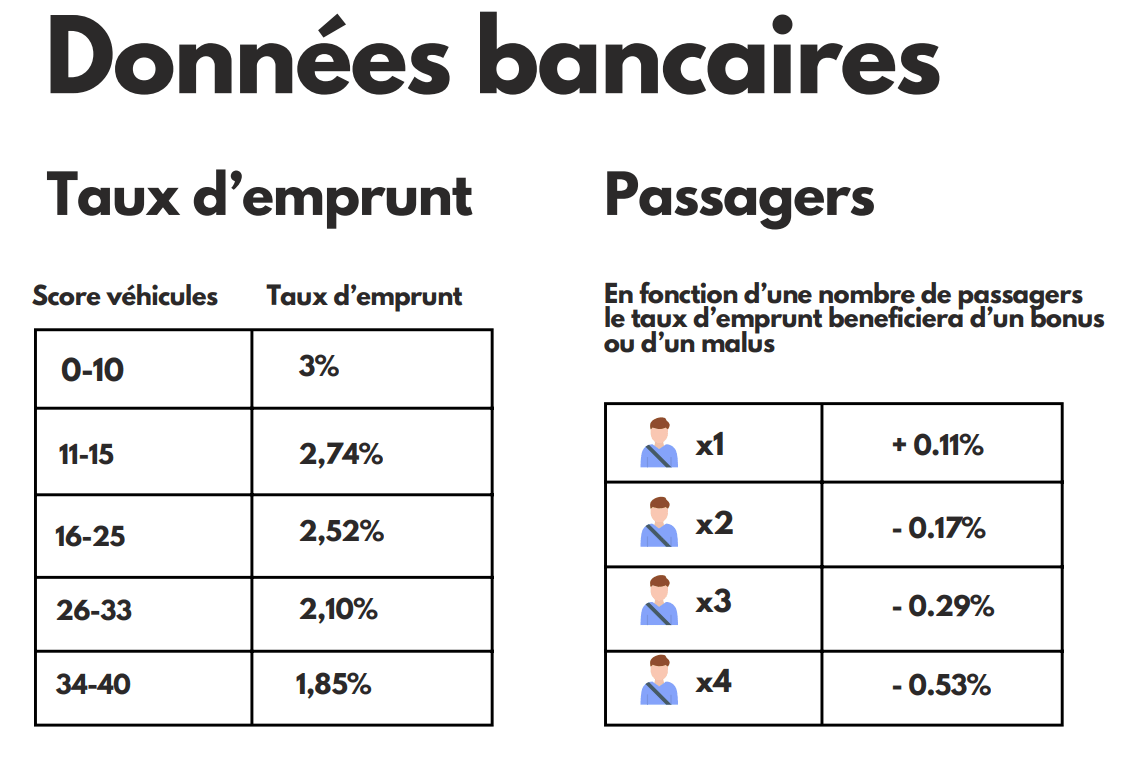 Données bancaires
Taux d’emprunt
Score véhicules Taux d’emprunt
0-10 3%
11-15 2,74%
16-25 2,52%
26-33 2,10%
34-40 1,85%
Passagers
En fonction d’une nombre de passagers
le taux d’emprunt beneficiera d’un bonus
ou d’un malus
x1 + 0.11%
x2 - 0.17%
x3 - 0.29%
x4 - 0.53%